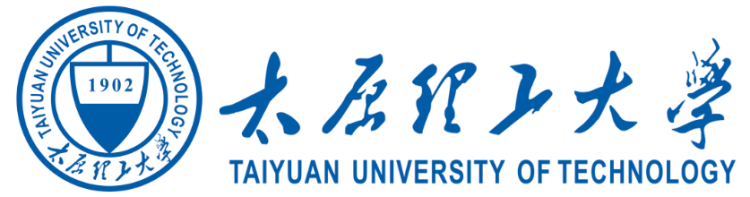 TAIYUAN UNIVERSITY OF TECHNOLOGY
1902
太原理工大学
太原理工大學
TAIYUAN UNIVERSITY OF TECHNOLOGY